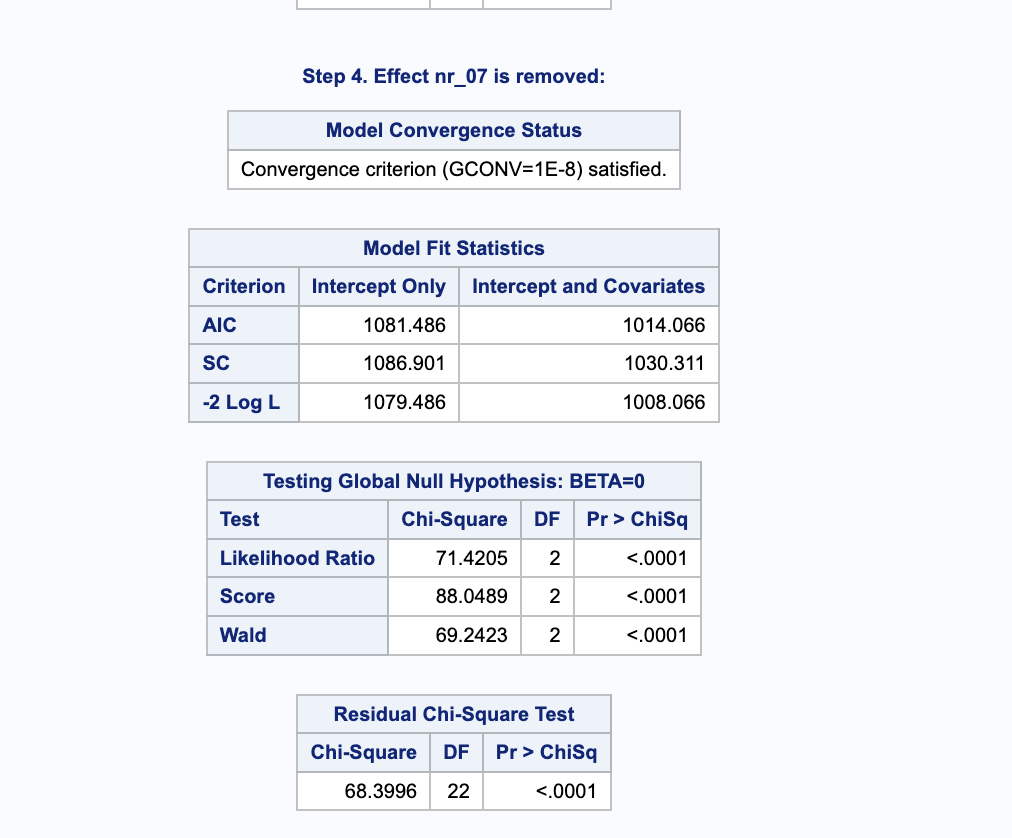 Step 4. Effect nr_07 is removed:
Model Convergence Status
Convergence criterion (GCONV=1E-8) satisfied.
Model Fit Statistics
Criterion Intercept Only Intercept and Covariates
AIC 1081.486 1014.066
SC 1086.901 1030.311
-2 Log L 1079.486 1008.066
Testing Global Null Hypothesis: BETA=0
Test Chi-Square DF Pr > ChiSq
Likelihood Ratio 71.4205 2 <.0001
Score 88.0489 2 <.0001
Wald 69.2423 2 <.0001
Residual Chi-Square Test
Chi-Square DF Pr > ChiSq
68.3996 22 <.0001